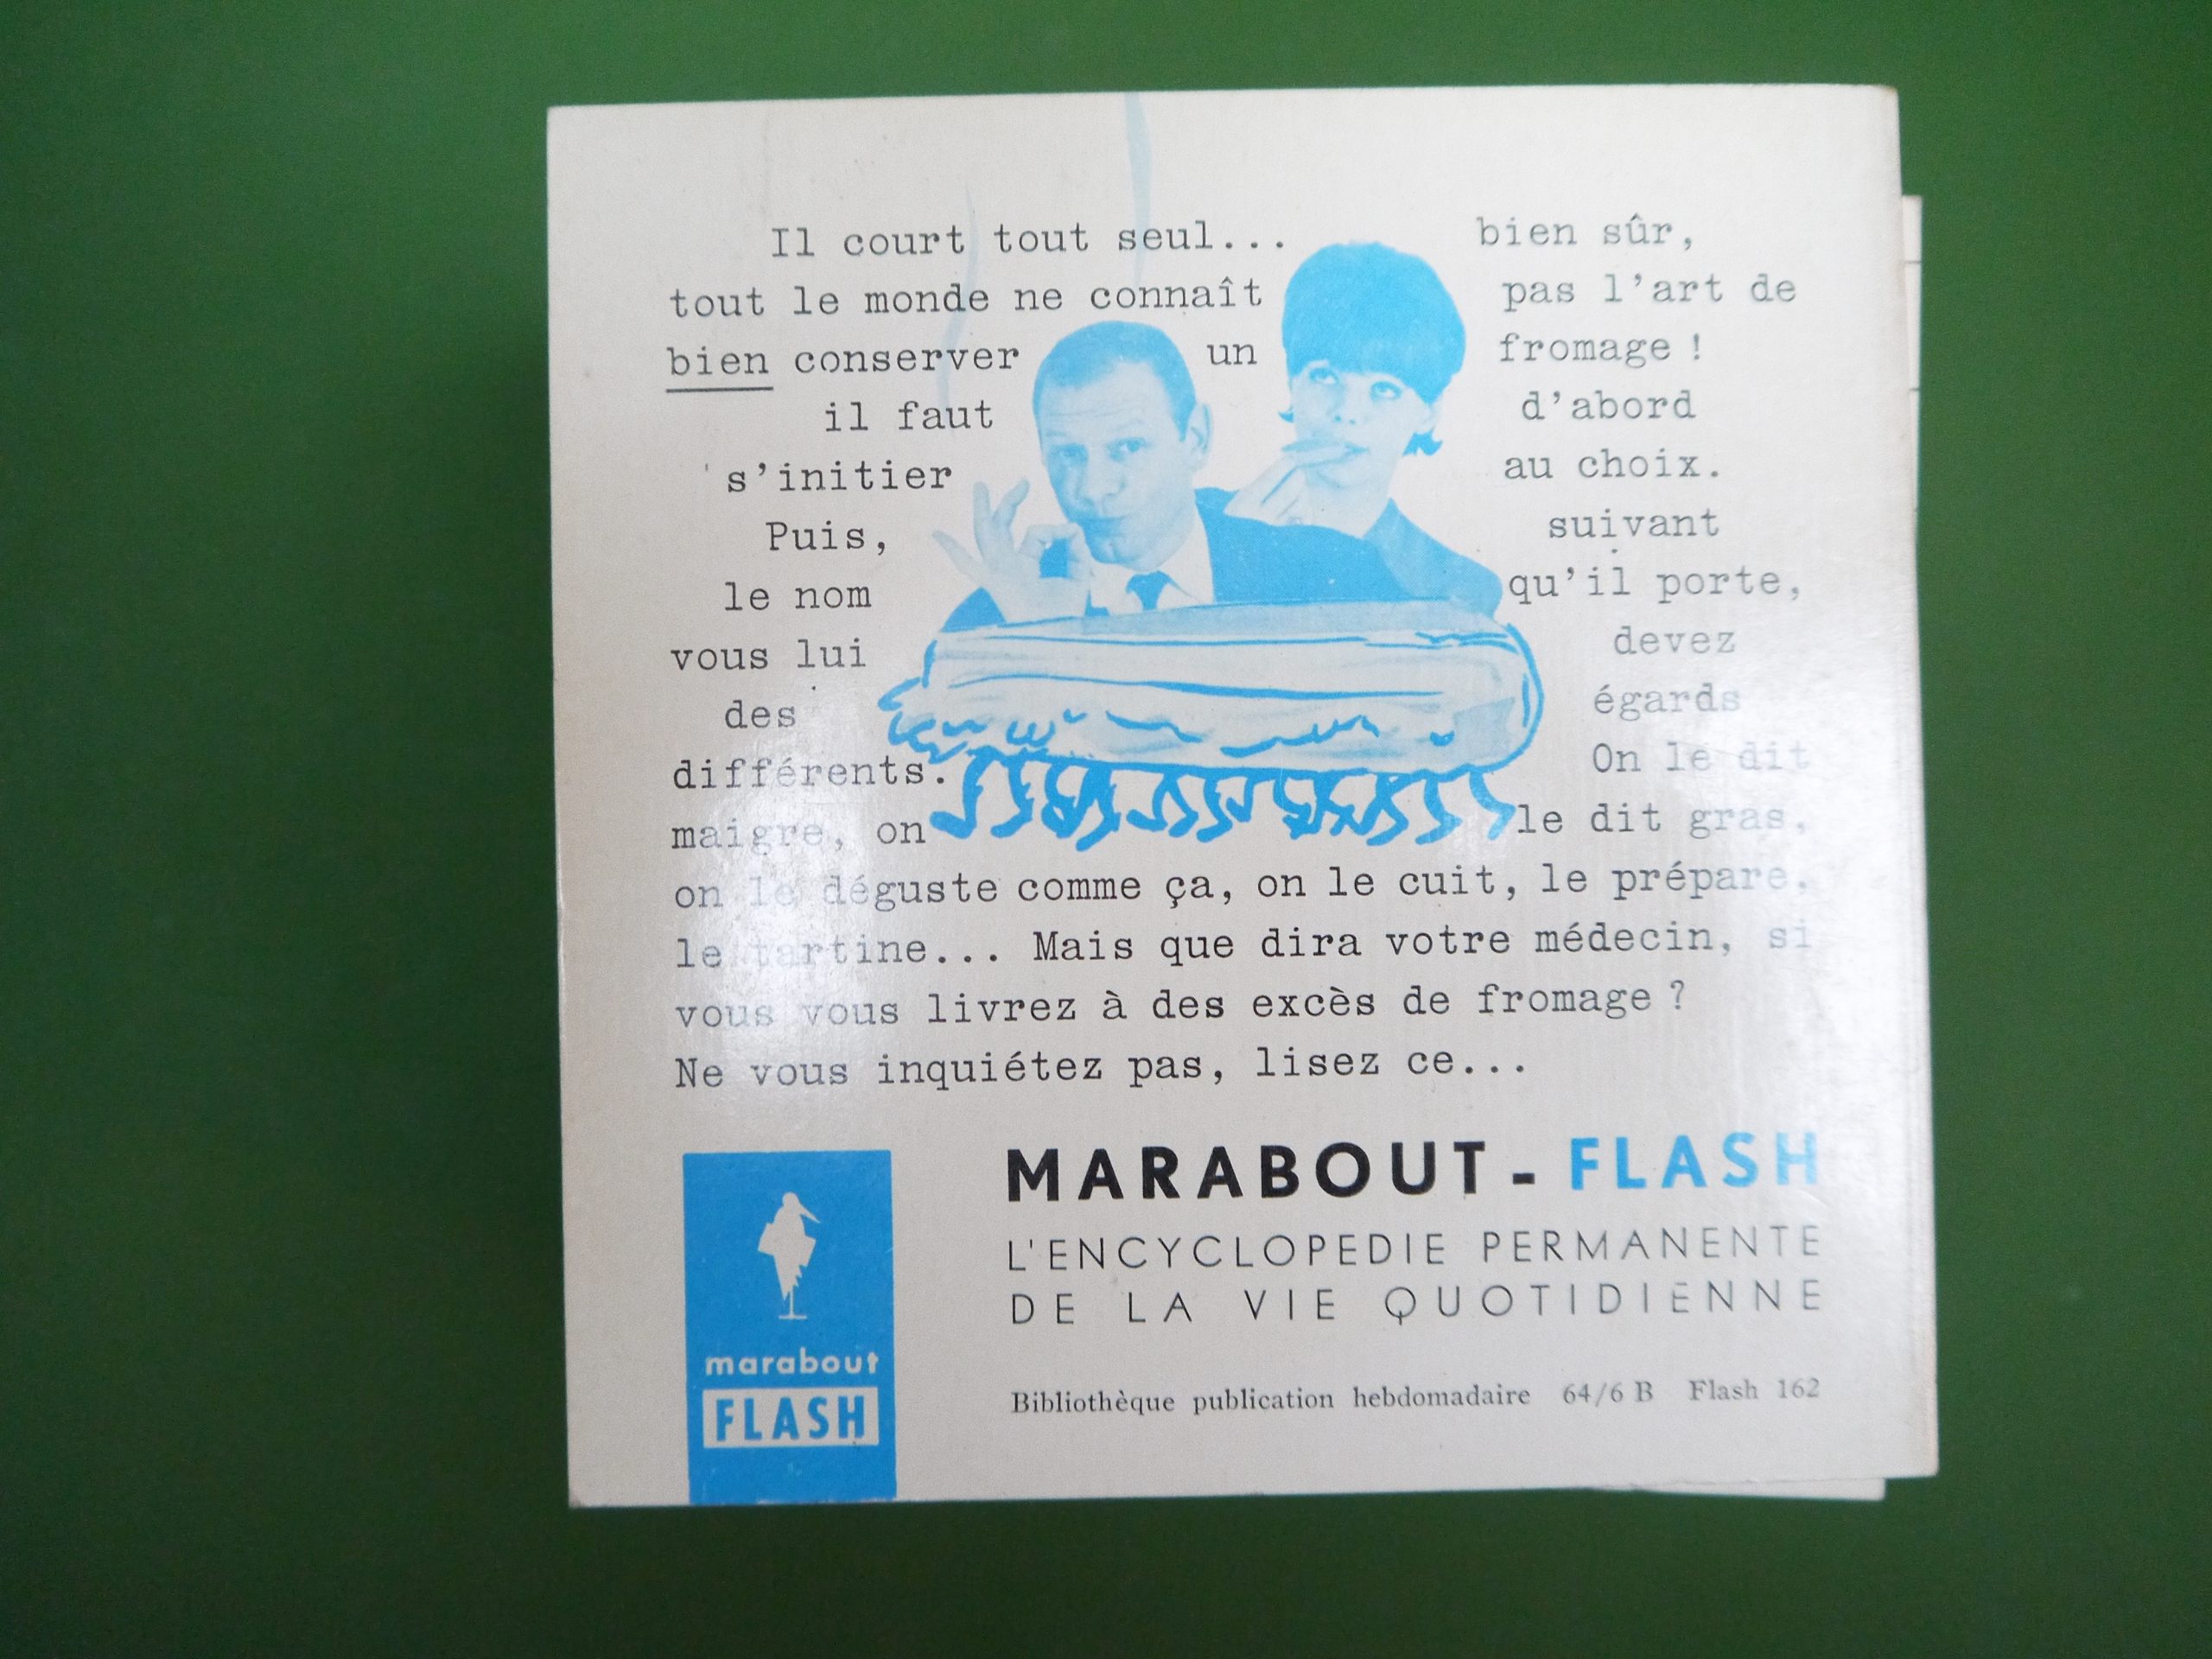 Il court tout seul... bien sûr,
tout le monde ne connaît pas l'art de
bien conserver un fromage !
il faut d'abord
s'initier au choix.
Puis, suivant
le nom qu'il porte,
vous lui devez
des égards
différents. On le dit
maigre, on le dit gras,
on le déguste comme ça, on le cuit, le prépare,
le tartine... Mais que dira votre médecin, si
vous vous livrez à des excès de fromage ?
Ne vous inquiétez pas, lisez ce...
MARABOUT - FLASH
L'ENCYCLOPEDIE PERMANENTE
DE LA VIE QUOTIDIENNE
marabout
FLASH
Bibliothèque publication hebdomadaire 64/6 B Flash 162